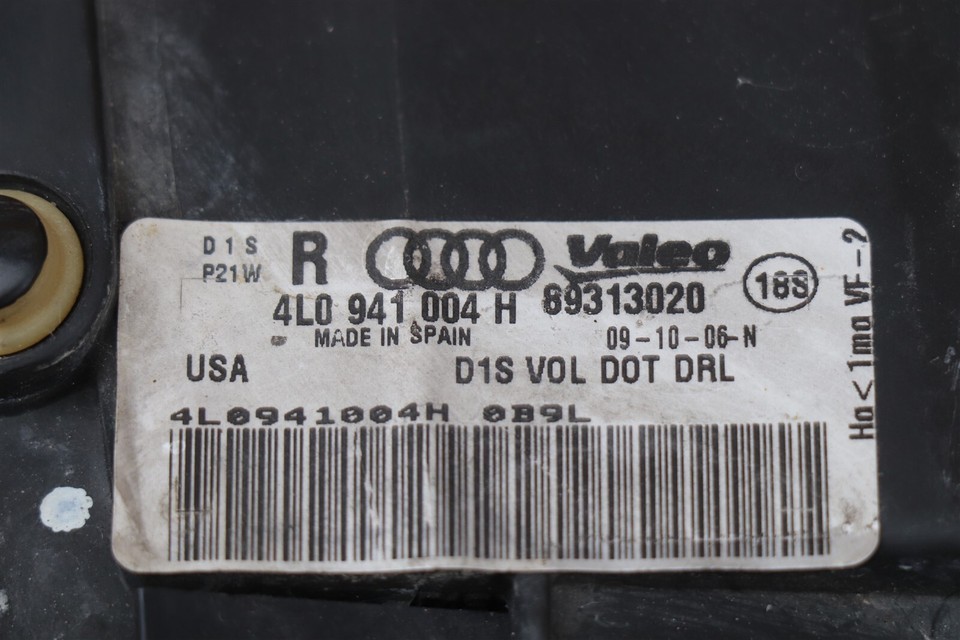 D1S
P21W
R
Valeo
4L0 941 004 H 89313020
18S
MADE IN SPAIN 09-10-06-N
USA D1S VOL DOT DRL
4L0941004H 0B9L
Ha<1ma VF-2